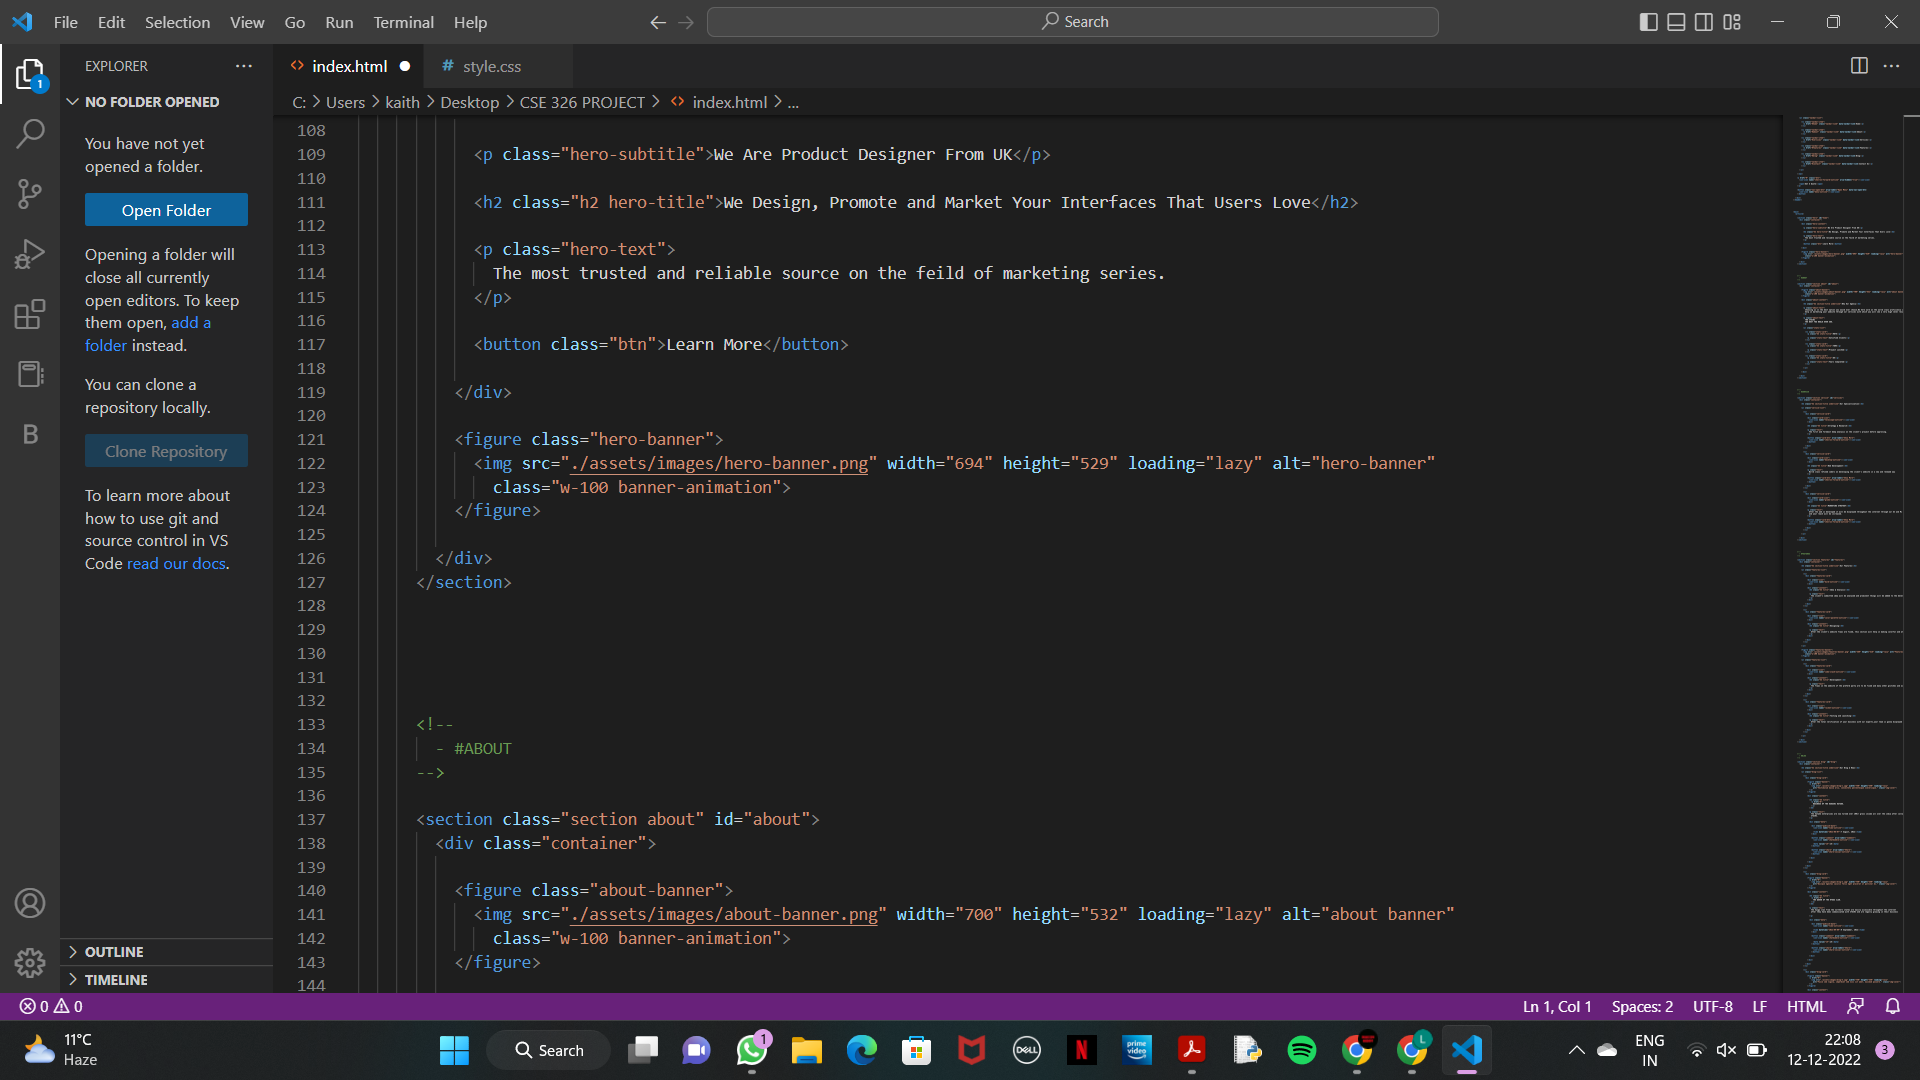 File Edit Selection View Go Run Terminal Help
Search
EXPLORER
1
NO FOLDER OPENED
You have not yet
opened a folder.
Open Folder
Opening a folder will
close all currently
open editors. To keep
them open, add a
folder instead.
You can clone a
repository locally.
Clone Repository
To learn more about
how to use git and
source control in VS
Code read our docs.
OUTLINE
TIMELINE
index.html
# style.css
C: > Users > kaith > Desktop > CSE 326 PROJECT > <> index.html > ...
108
109 <p class="hero-subtitle">We Are Product Designer From UK</p>
110
111 <h2 class="h2 hero-title">We Design, Promote and Market Your Interfaces That Users Love</h2>
112
113 <p class="hero-text">
114 The most trusted and reliable source on the feild of marketing series.
115 </p>
116
117 <button class="btn">Learn More</button>
118
119 </div>
120
121 <figure class="hero-banner">
122 <img src="./assets/images/hero-banner.png" width="694" height="529" loading="lazy" alt="hero-banner"
123 class="w-100 banner-animation">
124 </figure>
125
126 </div>
127 </section>
128
129
130
131
132
133 <!--
134 - #ABOUT
135 -->
136
137 <section class="section about" id="about">
138 <div class="container">
139
140 <figure class="about-banner">
141 <img src="./assets/images/about-banner.png" width="700" height="532" loading="lazy" alt="about banner"
142 class="w-100 banner-animation">
143 </figure>
144
0 0
Ln 1, Col 1 Spaces: 2 UTF-8 LF HTML
11°C
Haze
Search
1
DELL
N
prime video
L
ENG
IN
22:08
12-12-2022
3